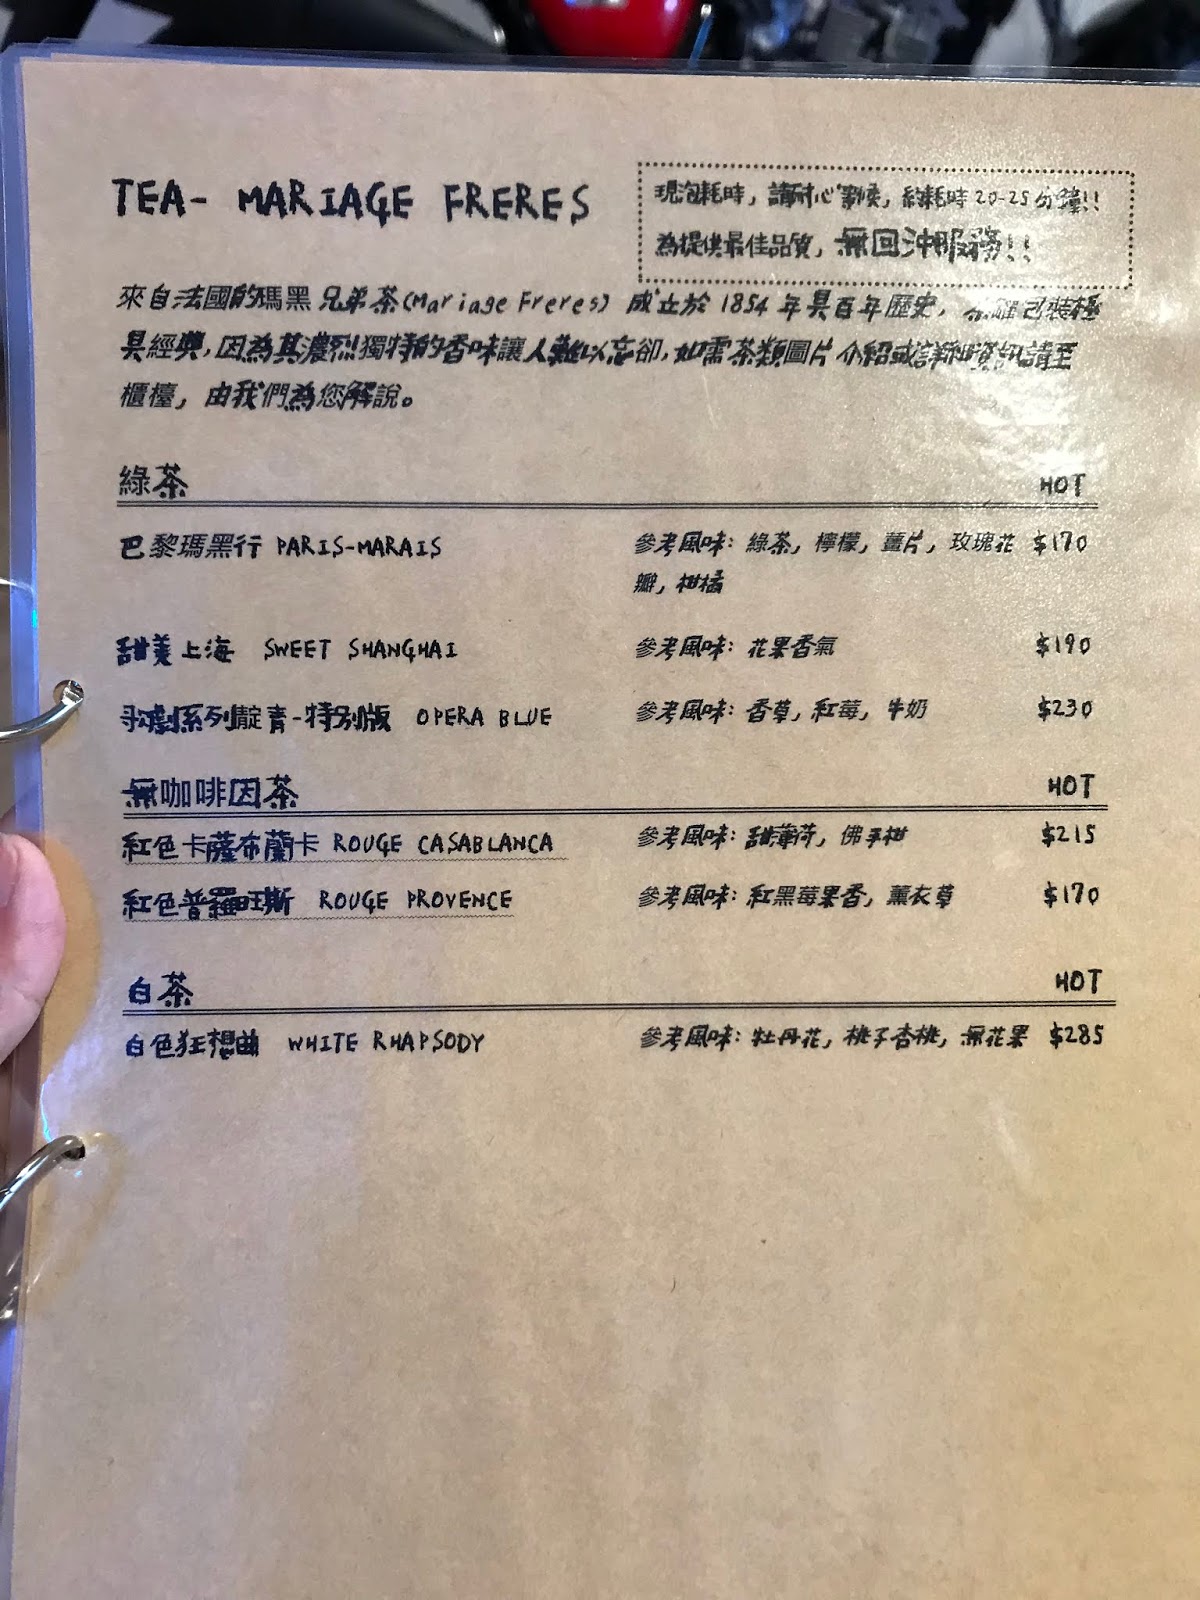 TEA- MARIAGE FRERES
現泡耗時，請耐心等候，約耗時20-25分鐘!!
為提供最佳品質，無回沖服務!!
來自法國的瑪黑兄弟茶(Mariage Freres) 成立於 1854 年具百年歷史，茶罐包裝極
具經典，因為其濃烈獨特的香味讓人難以忘卻，如需茶類圖片介紹或詳細資訊請至
櫃檯，由我們為您解說。
綠茶 HOT
巴黎瑪黑行 PARIS-MARAIS 參考風味：綠茶，檸檬，薑片，玫瑰花 $170
瓣，柑橘
甜美上海 SWEET SHANGHAI 參考風味：花果香氣 $190
歌劇係列靛青-特別版 OPERA BLUE 參考風味：香草，紅莓，牛奶 $230
無咖啡因茶 HOT
紅色卡薩布蘭卡 ROUGE CASABLANCA 參考風味：甜薄荷，佛手柑 $215
紅色普羅旺斯 ROUGE PROVENCE 參考風味：紅黑莓果香，薰衣草 $170
白茶 HOT
白色狂想曲 WHITE RHAPSODY 參考風味：牡丹花，桃子杏桃，無花果 $285